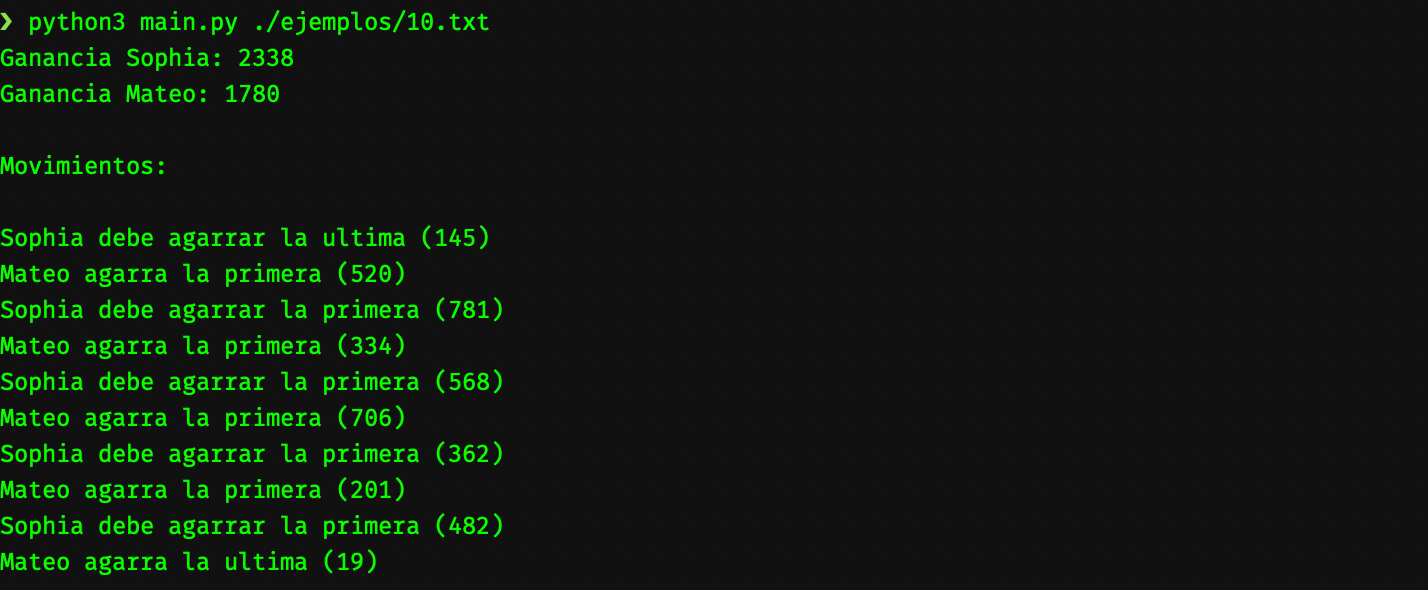 ❯ python3 main.py ./ejemplos/10.txt
Ganancia Sophia: 2338
Ganancia Mateo: 1780
Movimientos:
Sophia debe agarrar la ultima (145)
Mateo agarra la primera (520)
Sophia debe agarrar la primera (781)
Mateo agarra la primera (334)
Sophia debe agarrar la primera (568)
Mateo agarra la primera (706)
Sophia debe agarrar la primera (362)
Mateo agarra la primera (201)
Sophia debe agarrar la primera (482)
Mateo agarra la ultima (19)